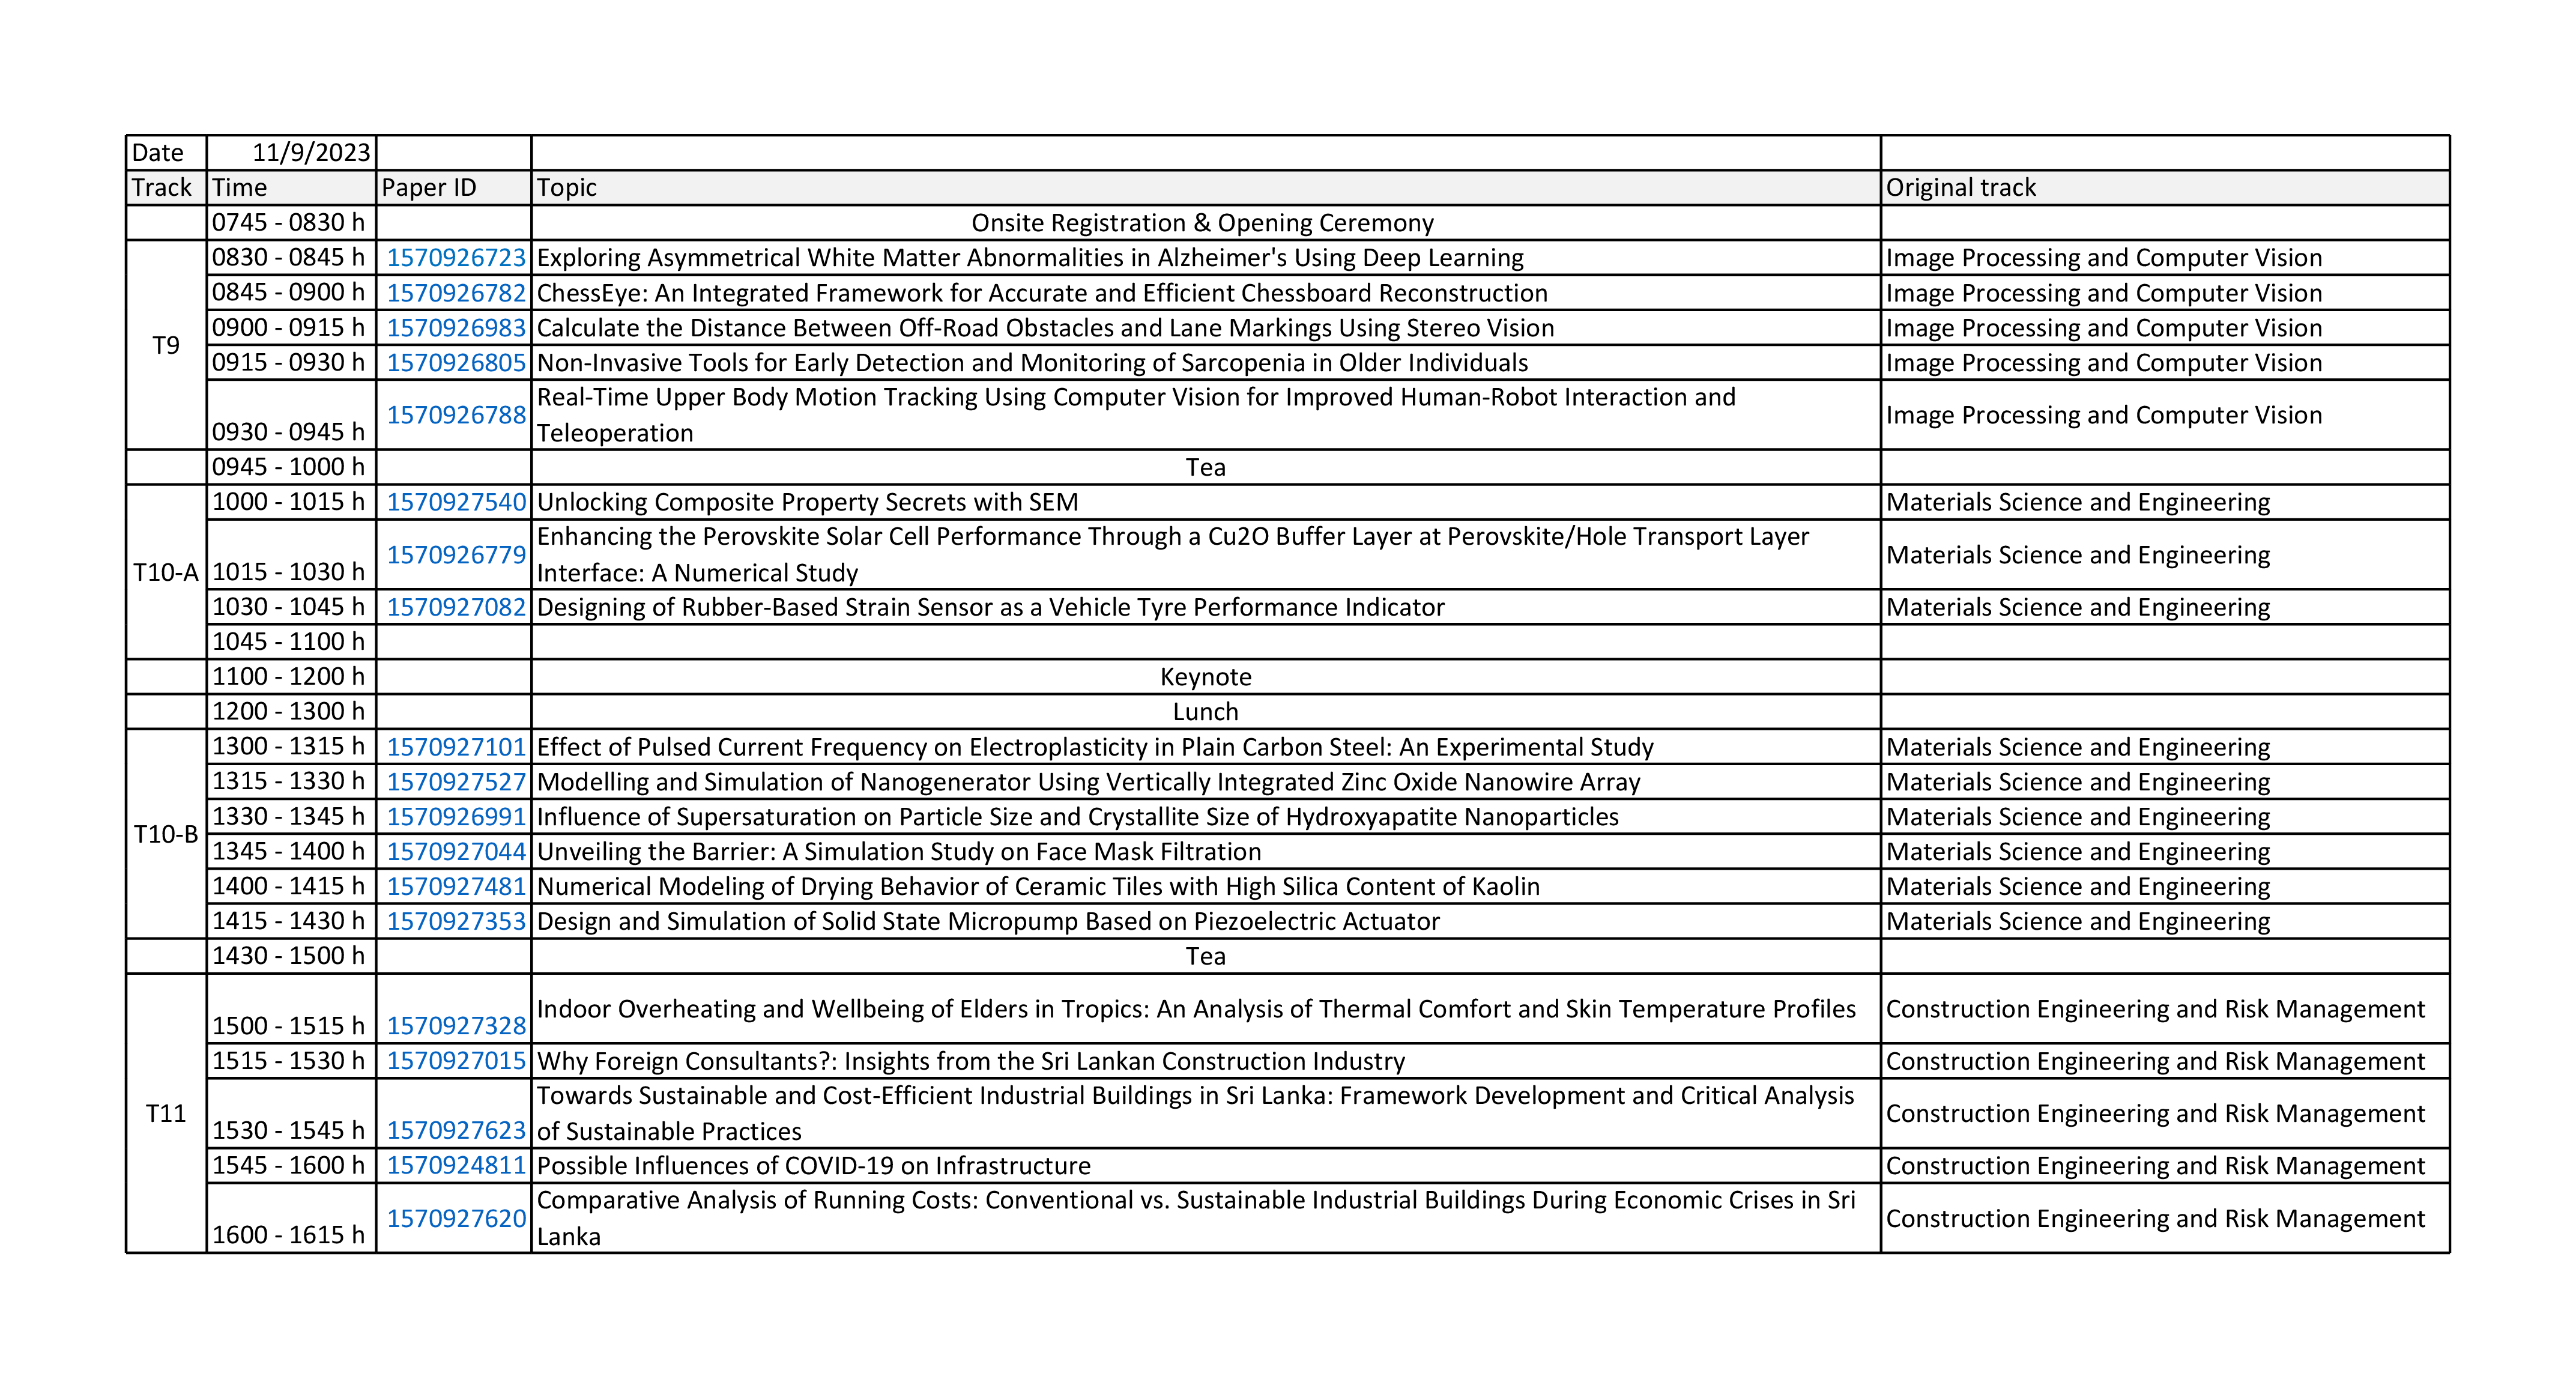 Date 11/9/2023
Track Time Paper ID Topic Original track
0745 - 0830 h Onsite Registration & Opening Ceremony
T9
0830 - 0845 h 1570926723 Exploring Asymmetrical White Matter Abnormalities in Alzheimer's Using Deep Learning Image Processing and Computer Vision
0845 - 0900 h 1570926782 ChessEye: An Integrated Framework for Accurate and Efficient Chessboard Reconstruction Image Processing and Computer Vision
0900 - 0915 h 1570926983 Calculate the Distance Between Off-Road Obstacles and Lane Markings Using Stereo Vision Image Processing and Computer Vision
0915 - 0930 h 1570926805 Non-Invasive Tools for Early Detection and Monitoring of Sarcopenia in Older Individuals Image Processing and Computer Vision
0930 - 0945 h 1570926788 Real-Time Upper Body Motion Tracking Using Computer Vision for Improved Human-Robot Interaction and
Teleoperation Image Processing and Computer Vision
0945 - 1000 h Tea
T10-A
1000 - 1015 h 1570927540 Unlocking Composite Property Secrets with SEM Materials Science and Engineering
1015 - 1030 h 1570926779 Enhancing the Perovskite Solar Cell Performance Through a Cu2O Buffer Layer at Perovskite/Hole Transport Layer
Interface: A Numerical Study Materials Science and Engineering
1030 - 1045 h 1570927082 Designing of Rubber-Based Strain Sensor as a Vehicle Tyre Performance Indicator Materials Science and Engineering
1045 - 1100 h
1100 - 1200 h Keynote
1200 - 1300 h Lunch
T10-B
1300 - 1315 h 1570927101 Effect of Pulsed Current Frequency on Electroplasticity in Plain Carbon Steel: An Experimental Study Materials Science and Engineering
1315 - 1330 h 1570927527 Modelling and Simulation of Nanogenerator Using Vertically Integrated Zinc Oxide Nanowire Array Materials Science and Engineering
1330 - 1345 h 1570926991 Influence of Supersaturation on Particle Size and Crystallite Size of Hydroxyapatite Nanoparticles Materials Science and Engineering
1345 - 1400 h 1570927044 Unveiling the Barrier: A Simulation Study on Face Mask Filtration Materials Science and Engineering
1400 - 1415 h 1570927481 Numerical Modeling of Drying Behavior of Ceramic Tiles with High Silica Content of Kaolin Materials Science and Engineering
1415 - 1430 h 1570927353 Design and Simulation of Solid State Micropump Based on Piezoelectric Actuator Materials Science and Engineering
1430 - 1500 h Tea
T11
1500 - 1515 h 1570927328 Indoor Overheating and Wellbeing of Elders in Tropics: An Analysis of Thermal Comfort and Skin Temperature Profiles Construction Engineering and Risk Management
1515 - 1530 h 1570927015 Why Foreign Consultants?: Insights from the Sri Lankan Construction Industry Construction Engineering and Risk Management
1530 - 1545 h 1570927623 Towards Sustainable and Cost-Efficient Industrial Buildings in Sri Lanka: Framework Development and Critical Analysis
of Sustainable Practices Construction Engineering and Risk Management
1545 - 1600 h 1570924811 Possible Influences of COVID-19 on Infrastructure Construction Engineering and Risk Management
1600 - 1615 h 1570927620 Comparative Analysis of Running Costs: Conventional vs. Sustainable Industrial Buildings During Economic Crises in Sri
Lanka Construction Engineering and Risk Management